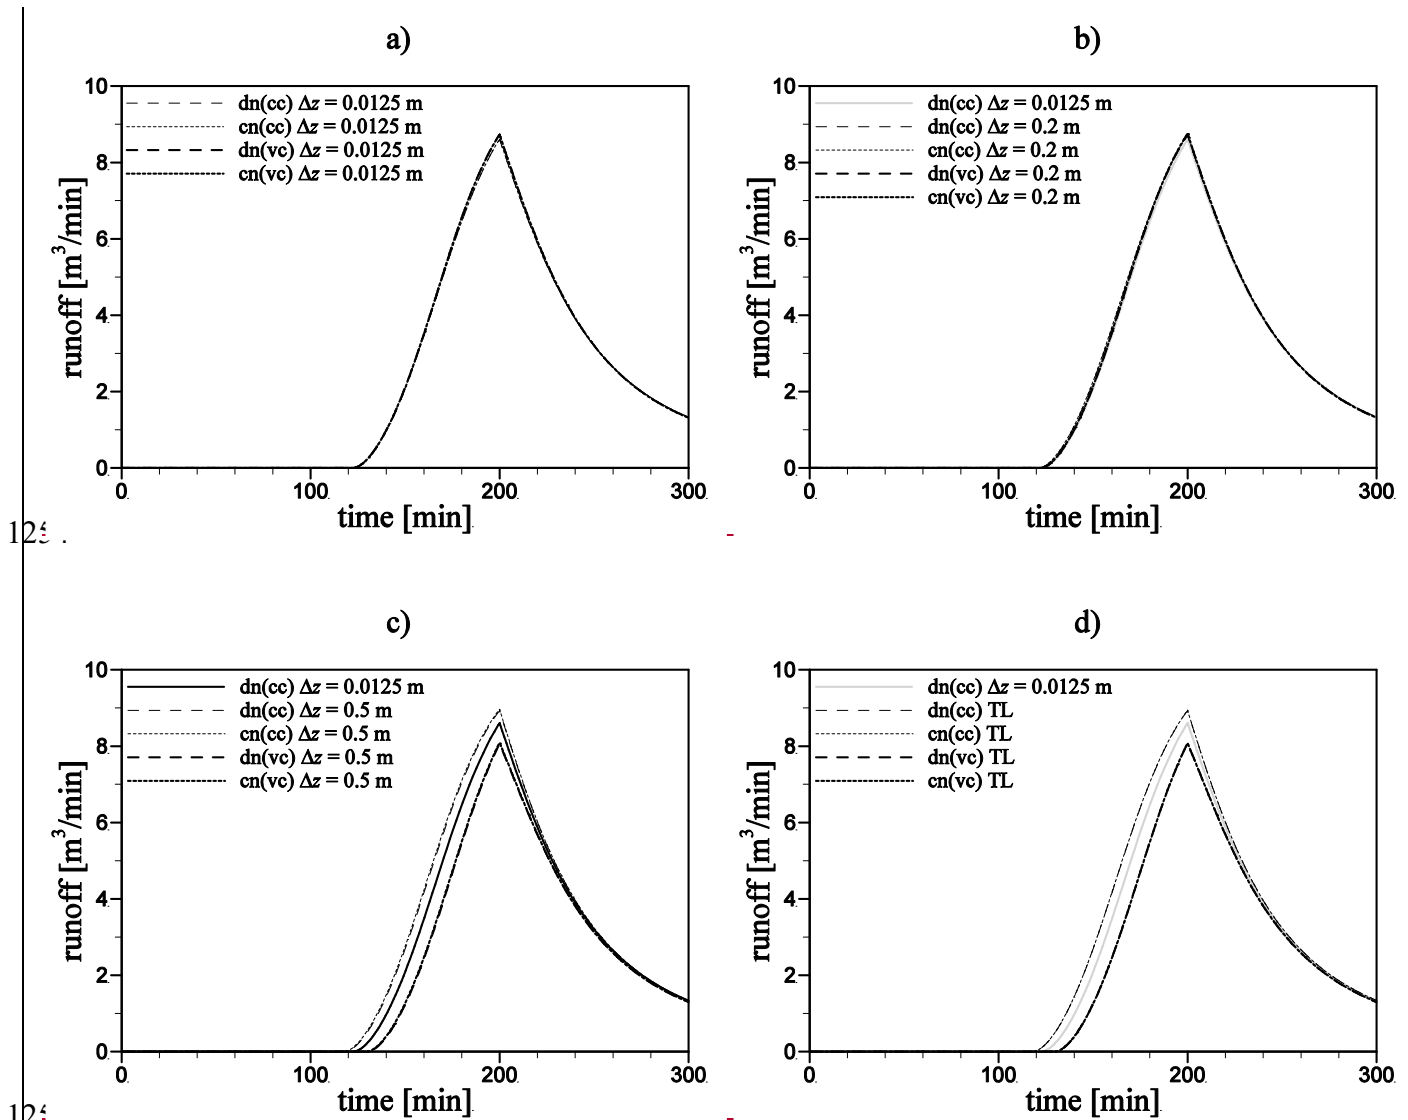 a)
10
8
6
4
2
0
runoff [m³/min]
dn(cc) Δz = 0.0125 m
cn(cc) Δz = 0.0125 m
dn(vc) Δz = 0.0125 m
cn(vc) Δz = 0.0125 m
0 100 200 300
time [min]
b)
10
8
6
4
2
0
runoff [m³/min]
dn(cc) Δz = 0.0125 m
dn(cc) Δz = 0.2 m
cn(cc) Δz = 0.2 m
dn(vc) Δz = 0.2 m
cn(vc) Δz = 0.2 m
0 100 200 300
time [min]
c)
10
8
6
4
2
0
runoff [m³/min]
dn(cc) Δz = 0.0125 m
dn(cc) Δz = 0.5 m
cn(cc) Δz = 0.5 m
dn(vc) Δz = 0.5 m
cn(vc) Δz = 0.5 m
0 100 200 300
time [min]
d)
10
8
6
4
2
0
runoff [m³/min]
dn(cc) Δz = 0.0125 m
dn(cc) TL
cn(cc) TL
dn(vc) TL
cn(vc) TL
0 100 200 300
time [min]